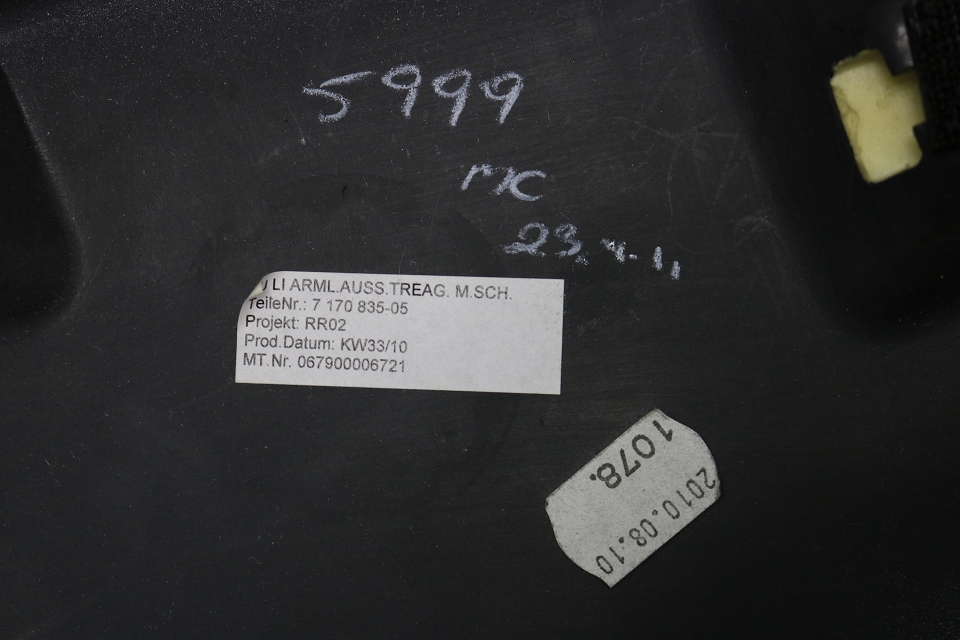 5999
23.4.11
LI ARML.AUSS.TREAG. M.SCH.
TeileNr.: 7 170 835-05
Projekt: RR02
Prod.Datum: KW33/10
MT.Nr. 067900006721
1078.
2010.08.10